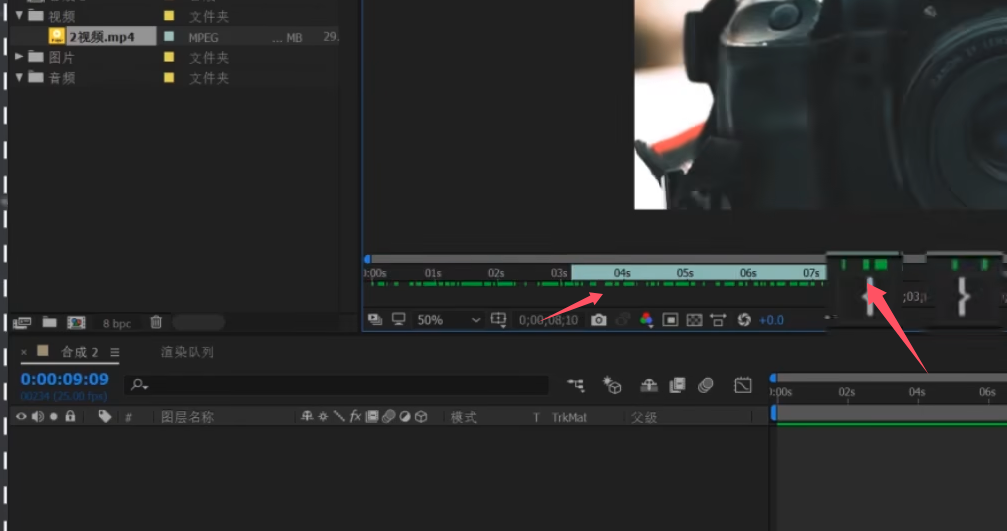 视频
文件夹
2视频.mp4
MPEG
... MB
29.
图片
文件夹
音频
文件夹
:00s
01s
02s
03s
04s
05s
06s
07s
8 bpc
50%
0;00;08;10
+0.0
;03;
合成 2
渲染队列
0:00:09:09
00234 (25.00 fps)
:00s
02s
04s
06s
#
图层名称
fx
模式
T TrkMat
父级